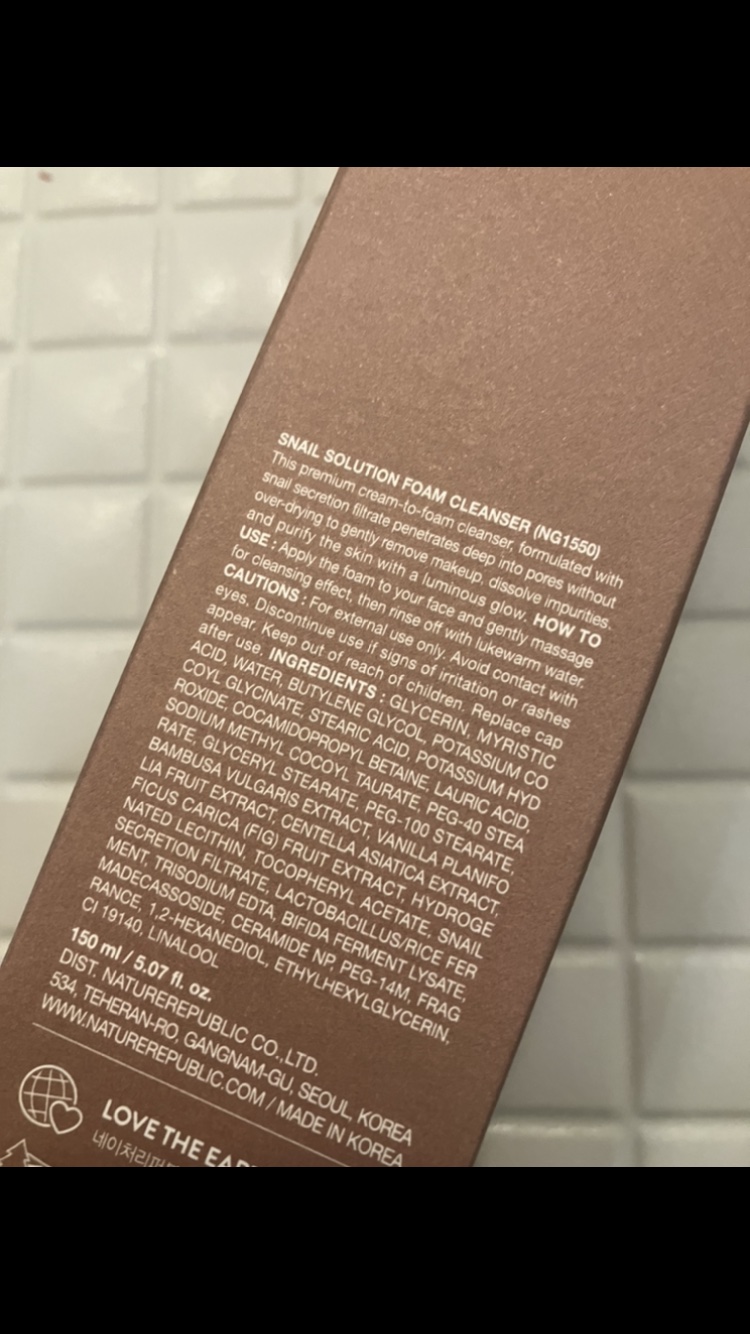 SNAIL SOLUTION FOAM CLEANSER (NG1550)
This premium cream-to-foam cleanser, formulated with
snail secretion filtrate penetrates deep into pores without
over-drying to gently remove makeup, dissolve impurities.
and purify the skin with a luminous glow. HOW TO
USE : Apply the foam to your face and gently massage
for cleansing effect, then rinse off with lukewarm water.
CAUTIONS : For external use only. Avoid contact with
eyes. Discontinue use if signs of irritation or rashes
appear. Keep out of reach of children. Replace cap
after use. INGREDIENTS : GLYCERIN, MYRISTIC
ACID, WATER, BUTYLENE GLYCOL, POTASSIUM CO
COYL GLYCINATE, STEARIC ACID, POTASSIUM HYD
ROXIDE, COCAMIDOPROPYL BETAINE, LAURIC ACID,
SODIUM METHYL COCOYL TAURATE, PEG-40 STEA
RATE, GLYCERYL STEARATE, PEG-100 STEARATE,
BAMBUSA VULGARIS EXTRACT, VANILLA PLANIFO
LIA FRUIT EXTRACT, CENTELLA ASIATICA EXTRACT,
FICUS CARICA (FIG) FRUIT EXTRACT, HYDROGE
NATED LECITHIN, TOCOPHERYL ACETATE, SNAIL
SECRETION FILTRATE, LACTOBACILLUS/RICE FER
MENT, TRISODIUM EDTA, BIFIDA FERMENT LYSATE,
MADECASSOSIDE, CERAMIDE NP, PEG-14M, FRAG
RANCE, 1,2-HEXANEDIOL, ETHYLHEXYLGLYCERIN,
CI 19140, LINALOOL
150 ml / 5.07 fl. oz.
DIST. NATUREREPUBLIC CO.,LTD.
534, TEHERAN-RO, GANGNAM-GU, SEOUL, KOREA
WWW.NATUREREPUBLIC.COM / MADE IN KOREA
LOVE THE EAR
네이처리퍼